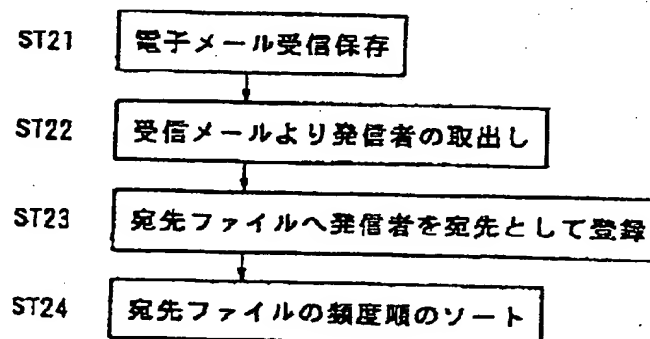 ST21 電子メール受信保存
ST22 受信メールより発信者の取出し
ST23 宛先ファイルへ発信者を宛先として登録
ST24 宛先ファイルの頻度順のソート